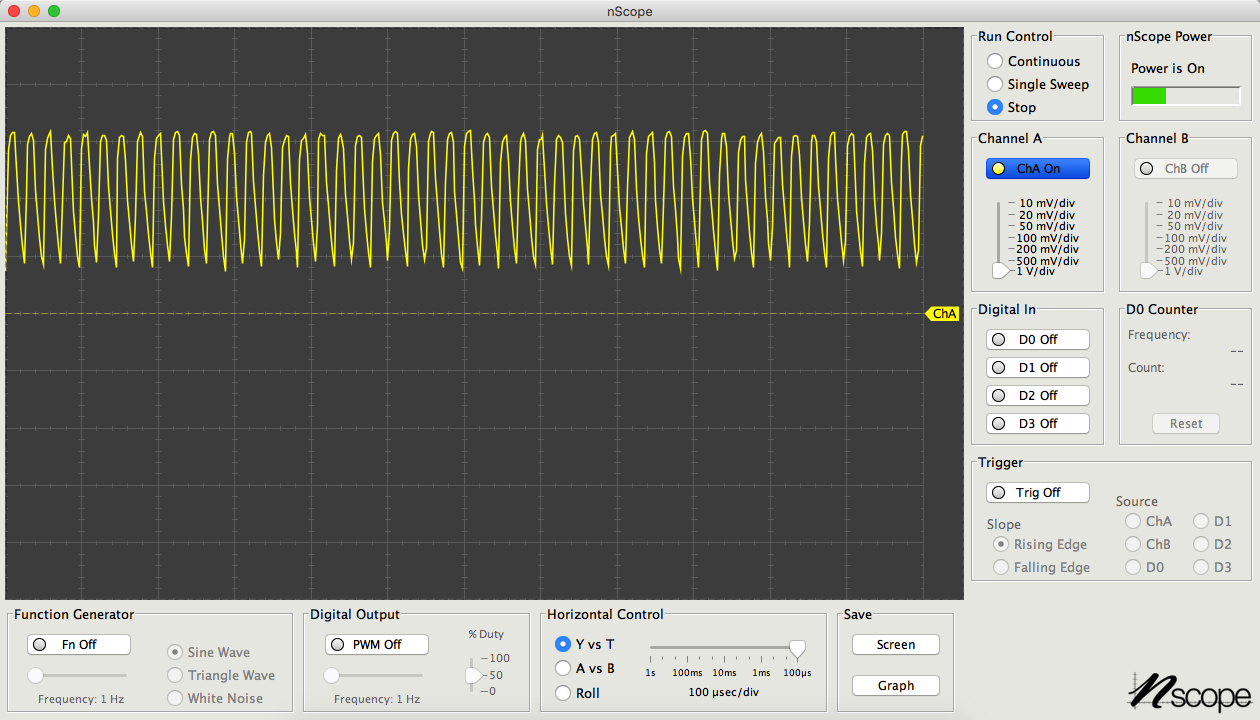 nScope
ChA
Run Control
Continuous
Single Sweep
Stop
nScope Power
Power is On
Channel A
ChA On
10 mV/div
20 mV/div
50 mV/div
100 mV/div
200 mV/div
500 mV/div
1 V/div
Channel B
ChB Off
10 mV/div
20 mV/div
50 mV/div
100 mV/div
200 mV/div
500 mV/div
1 V/div
Digital In
D0 Off
D1 Off
D2 Off
D3 Off
D0 Counter
Frequency:
--
Count:
--
Reset
Trigger
Trig Off
Slope
Rising Edge
Falling Edge
Source
ChA
D1
ChB
D2
D0
D3
Function Generator
Fn Off
Frequency: 1 Hz
Sine Wave
Triangle Wave
White Noise
Digital Output
PWM Off
Frequency: 1 Hz
% Duty
100
50
0
Horizontal Control
Y vs T
A vs B
Roll
1s 100ms 10ms 1ms 100µs
100 µsec/div
Save
Screen
Graph
nscope